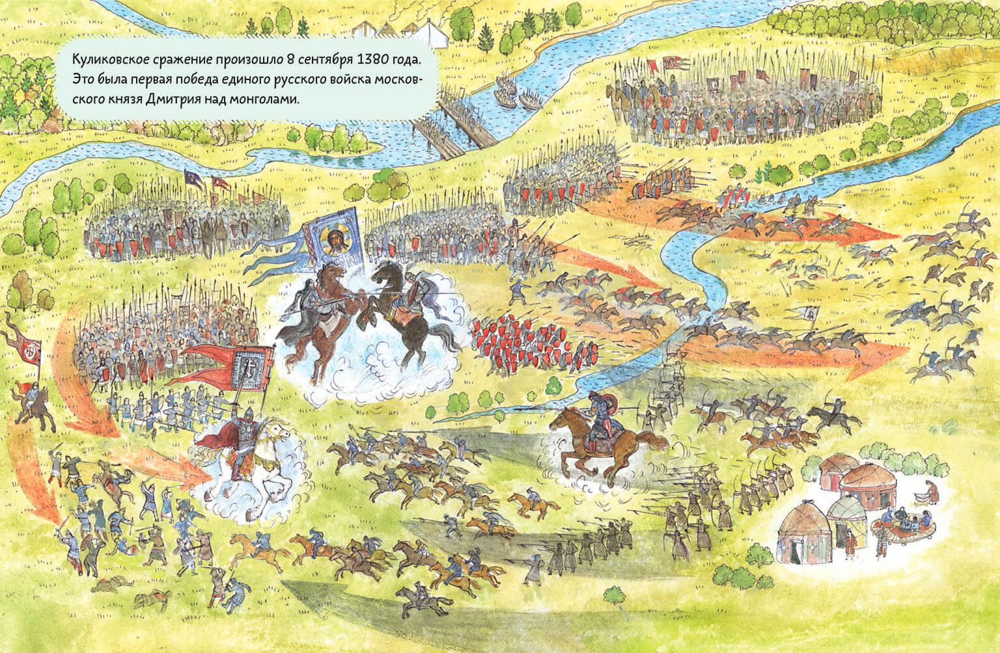 Куликовское сражение произошло 8 сентября 1380 года.
Это была первая победа единого русского войска москов-
ского князя Дмитрия над монголами.